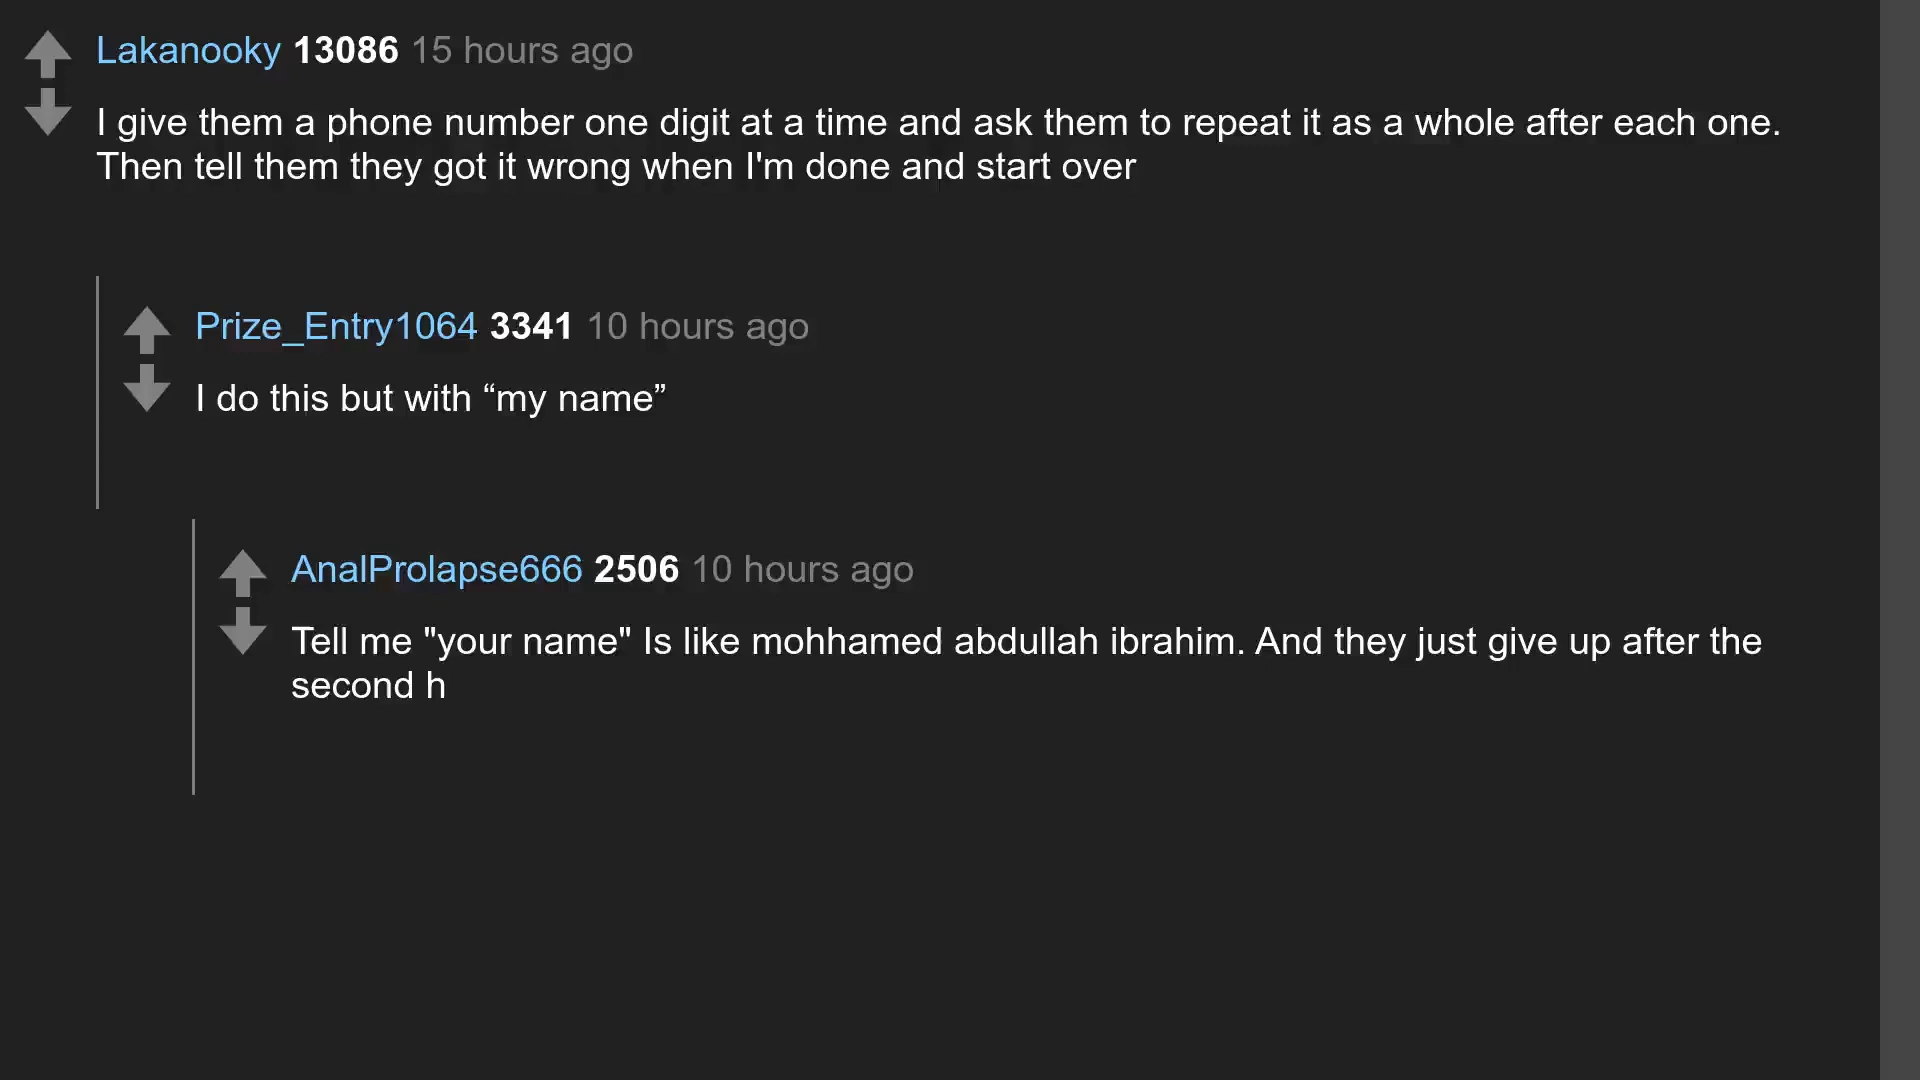 Lakanooky 13086 15 hours ago
I give them a phone number one digit at a time and ask them to repeat it as a whole after each one.
Then tell them they got it wrong when I'm done and start over
Prize_Entry1064 3341 10 hours ago
I do this but with “my name”
AnalProlapse666 2506 10 hours ago
Tell me "your name" Is like mohhamed abdullah ibrahim. And they just give up after the
second h